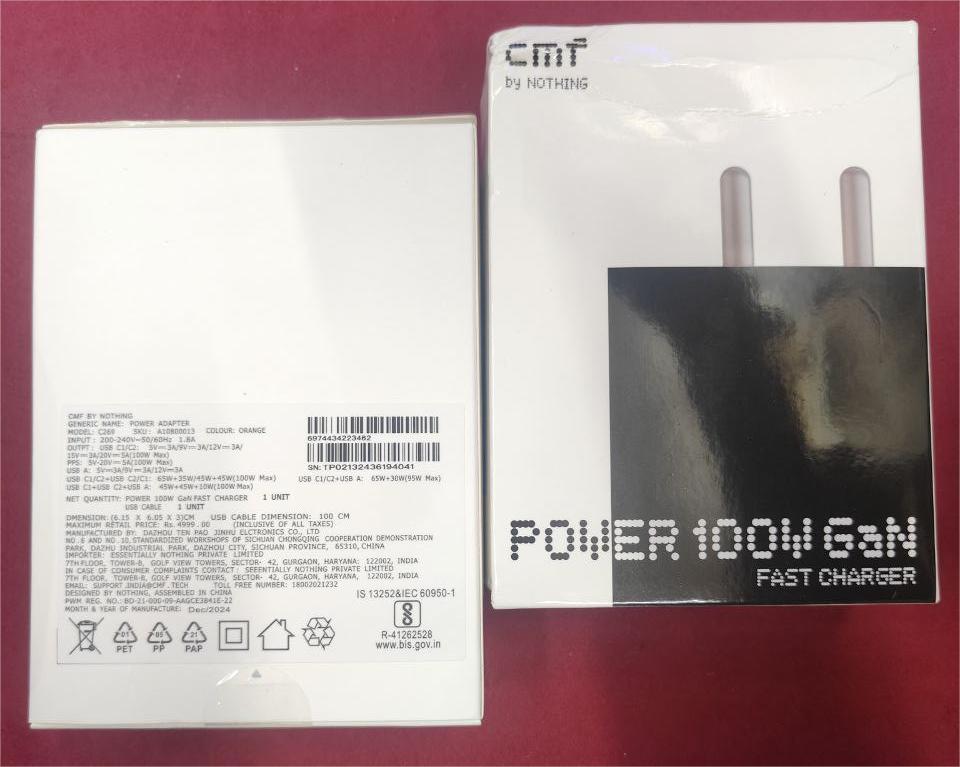 CMF BY NOTHING
GENERIC NAME: POWER ADAPTER
MODEL: C269 SKU: A10800013 COLOUR: ORANGE
INPUT : 200-240V~50/60Hz 1.8A
OUTPT : USB C1/C2: 5V⎓3A/9V⎓3A/12V⎓3A/
15V⎓3A/20V⎓5A(100W Max)
PPS: 5V-20V⎓5A(100W Max)
USB A: 5V⎓3A/9V⎓3A/12V⎓3A
USB C1/C2+USB C2/C1: 65W+35W/45W+45W(100W Max) USB C1/C2+USB A: 65W+30W(95W Max)
USB C1+USB C2+USB A: 45W+45W+10W(100W Max)
6974434223482
SN: TP02132436194041
NET QUANTITY: POWER 100W GaN FAST CHARGER 1 UNIT
USB CABLE 1 UNIT
DMENSION: (6.15 X 6.05 X 3)CM USB CABLE DIMENSION: 100 CM
MAXIMUM RETAIL PRICE: Rs. 4999.00 (INCLUSIVE OF ALL TAXES)
MANUFACTURED BY: DAZHOU TEN PAO JINHU ELCTRONICS CO., LTD
NO.8 AND NO .10,STANDARDIZED WORKSHOPS OF SICHUAN CHONGQING COOPERATION DEMONSTRATION
PARK, DAZHU INDUSTRIAL PARK, DAZHOU CITY, SICHUAN PROVINCE, 65310, CHINA
IMPORTER: ESSENTIALLY NOTHING PRIVATE LIMITED
7TH FLOOR, TOWER-B, GOLF VIEW TOWERS, SECTOR- 42, GURGAON, HARYANA: 122002, INDIA
IN CASE OF CONSUMER COMPLAINTS CONTACT : SEEENTIALLY NOTHING PRIVATE LIMITED
7TH FLOOR, TOWER-B, GOLF VIEW TOWERS, SECTOR- 42, GURGAON, HARYANA, 122002, INDIA
EMAIL: SUPPORT.INDIA@CMF.TECH TOLL FREE NUMBER: 18002021232
DESIGNED BY NOTHING, ASSEMBLED IN CHINA
PWM REG. NO.: BD-21-000-09-AAGCE3841E-22
MONTH & YEAR OF MANUFACTURE: Dec/2024
IS 13252&IEC 60950-1
R-41262528
www.bis.gov.in
01
PET
05
PP
21
PAP
cmf
by NOTHING
POWER 100W GaN
FAST CHARGER